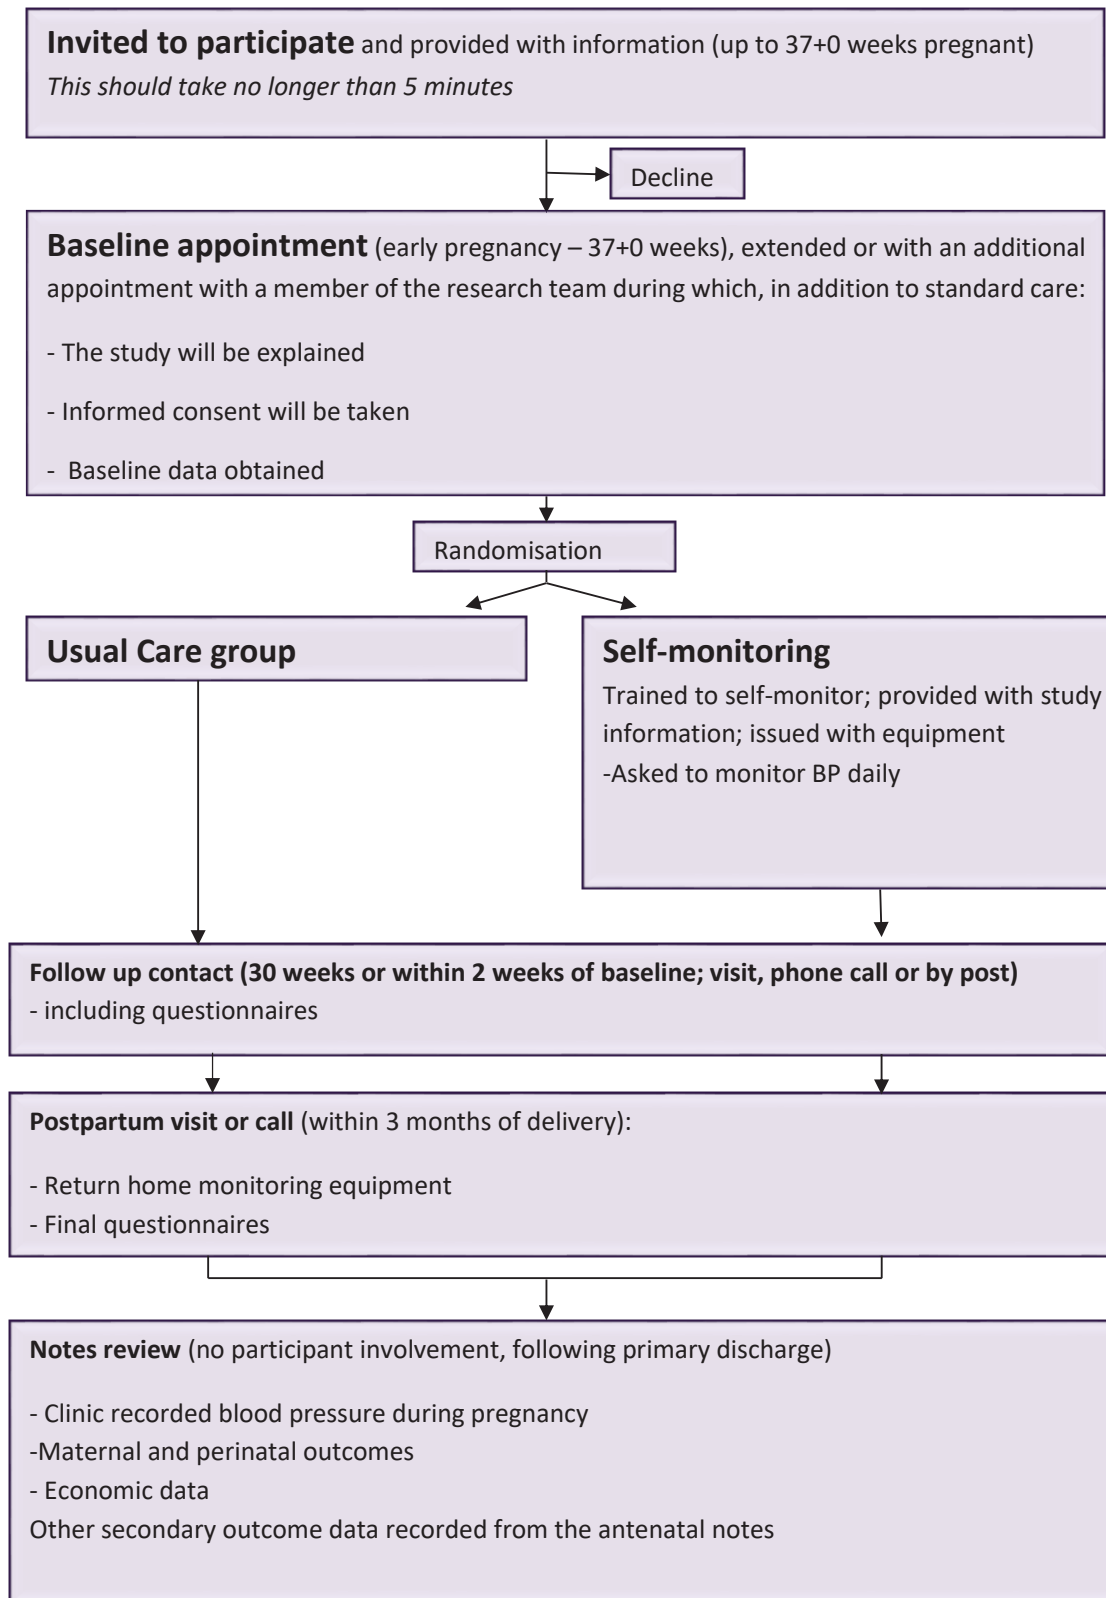 Invited to participate and provided with information (up to 37+0 weeks pregnant)
This should take no longer than 5 minutes
Decline
Baseline appointment (early pregnancy – 37+0 weeks), extended or with an additional
appointment with a member of the research team during which, in addition to standard care:
- The study will be explained
- Informed consent will be taken
- Baseline data obtained
Randomisation
Usual Care group
Self-monitoring
Trained to self-monitor; provided with study
information; issued with equipment
-Asked to monitor BP daily
Follow up contact (30 weeks or within 2 weeks of baseline; visit, phone call or by post)
- including questionnaires
Postpartum visit or call (within 3 months of delivery):
- Return home monitoring equipment
- Final questionnaires
Notes review (no participant involvement, following primary discharge)
- Clinic recorded blood pressure during pregnancy
-Maternal and perinatal outcomes
- Economic data
Other secondary outcome data recorded from the antenatal notes